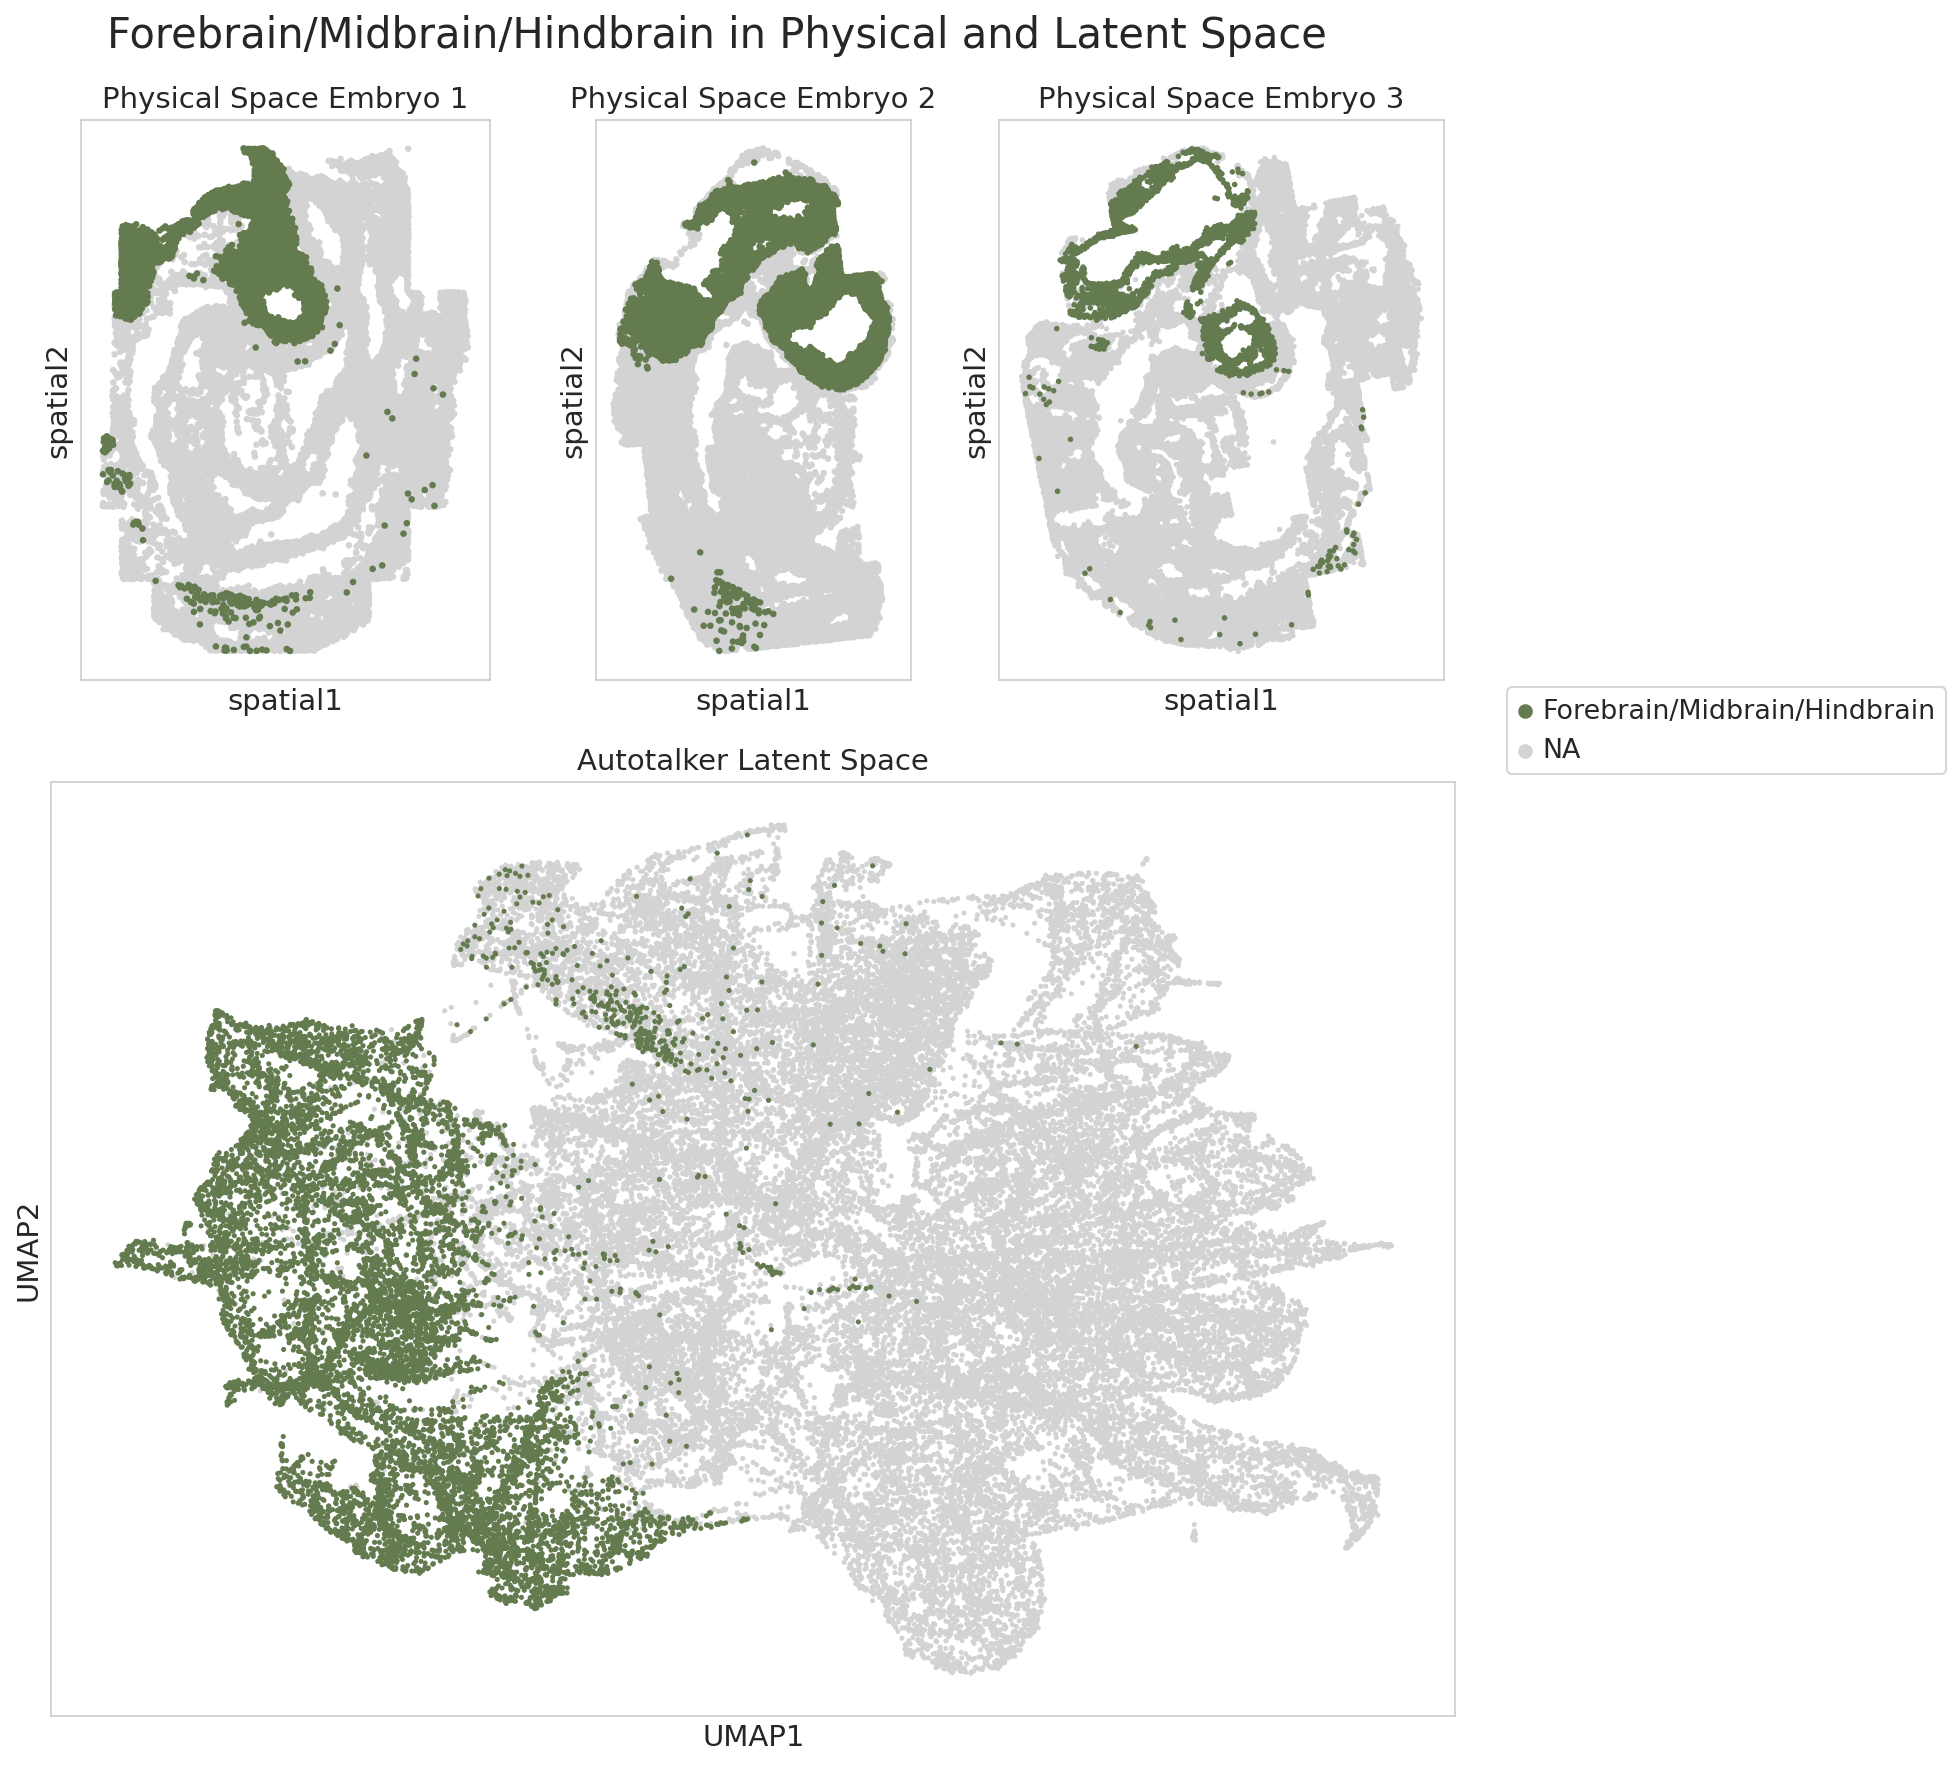 Forebrain/Midbrain/Hindbrain in Physical and Latent Space
Physical Space Embryo 1
Physical Space Embryo 2
Physical Space Embryo 3
spatial2
spatial2
spatial2
spatial1
spatial1
spatial1
Forebrain/Midbrain/Hindbrain
NA
Autotalker Latent Space
UMAP2
UMAP1